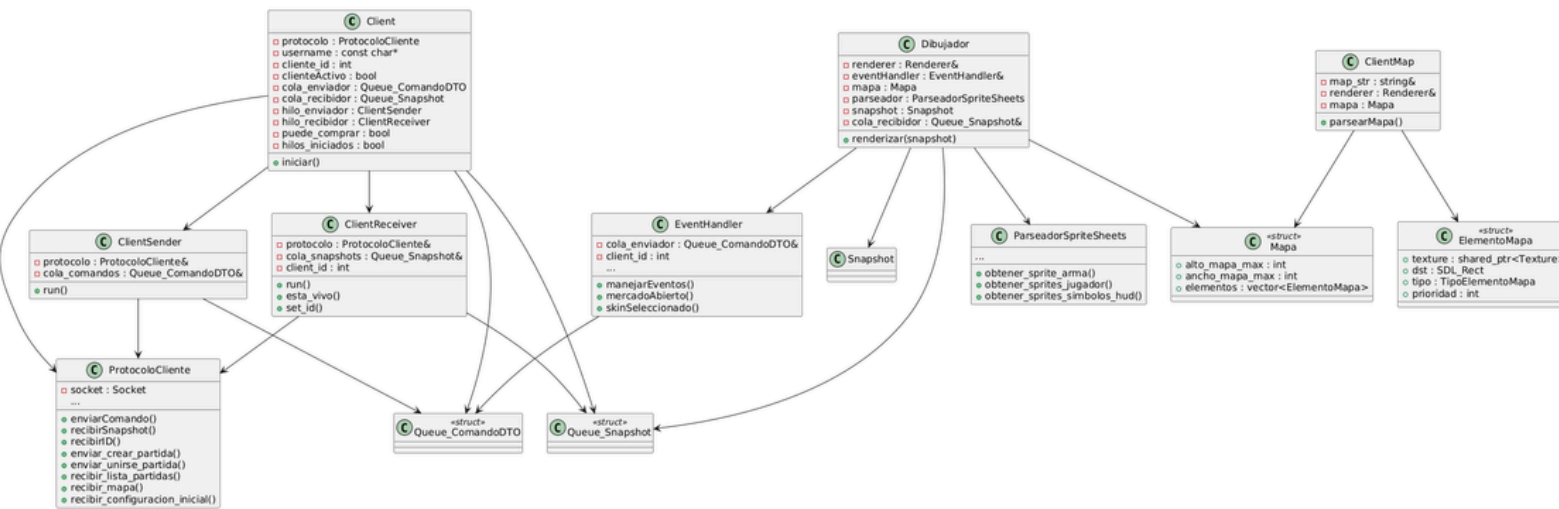 C Client
protocolo : ProtocoloCliente
username : const char*
cliente_id : int
clienteActivo : bool
cola_enviador : Queue_ComandoDTO
cola_recibidor : Queue_Snapshot
hilo_enviador : ClientSender
hilo_recibidor : ClientReceiver
puede_comprar : bool
hilos_iniciados : bool
iniciar()
C Dibujador
renderer : Renderer&
eventHandler : EventHandler&
mapa : Mapa
parseador : ParseadorSpriteSheets
snapshot : Snapshot
cola_recibidor : Queue_Snapshot&
renderizar(snapshot)
C ClientMap
map_str : string&
renderer : Renderer&
mapa : Mapa
parsearMapa()
C ClientSender
protocolo : ProtocoloCliente&
cola_comandos : Queue_ComandoDTO&
run()
C ClientReceiver
protocolo : ProtocoloCliente&
cola_snapshots : Queue_Snapshot&
client_id : int
run()
esta_vivo()
set_id()
C EventHandler
cola_enviador : Queue_ComandoDTO&
client_id : int
...
manejarEventos()
mercadoAbierto()
skinSeleccionado()
C Snapshot
C ParseadorSpriteSheets
...
obtener_sprite_arma()
obtener_sprites_jugador()
obtener_sprites_simbolos_hud()
C «struct»
Mapa
alto_mapa_max : int
ancho_mapa_max : int
elementos : vector<ElementoMapa>
C «struct»
ElementoMapa
texture : shared_ptr<Texture
dst : SDL_Rect
tipo : TipoElementoMapa
prioridad : int
C ProtocoloCliente
socket : Socket
...
enviarComando()
recibirSnapshot()
recibirID()
enviar_crear_partida()
enviar_unirse_partida()
recibir_lista_partidas()
recibir_mapa()
recibir_configuracion_inicial()
C «struct»
Queue_ComandoDTO
C «struct»
Queue_Snapshot